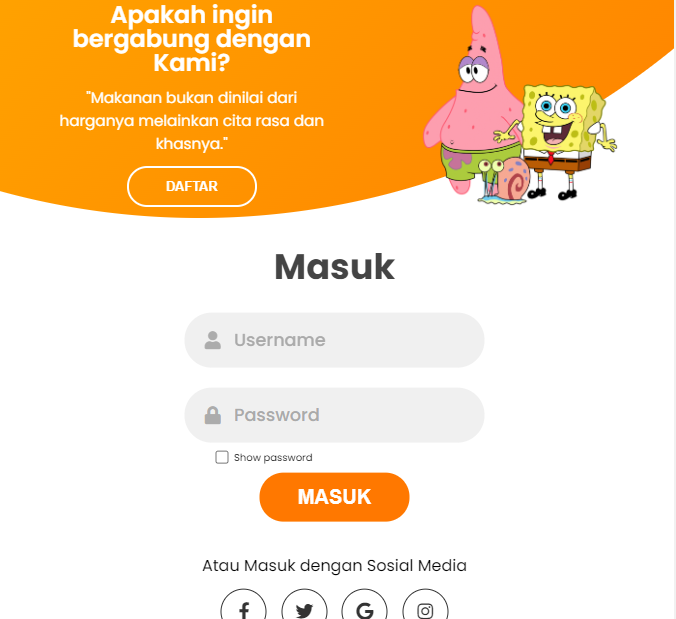 Apakah ingin
bergabung dengan
Kami?
"Makanan bukan dinilai dari
harganya melainkan cita rasa dan
khasnya."
DAFTAR
Masuk
Username
Password
Show password
MASUK
Atau Masuk dengan Sosial Media